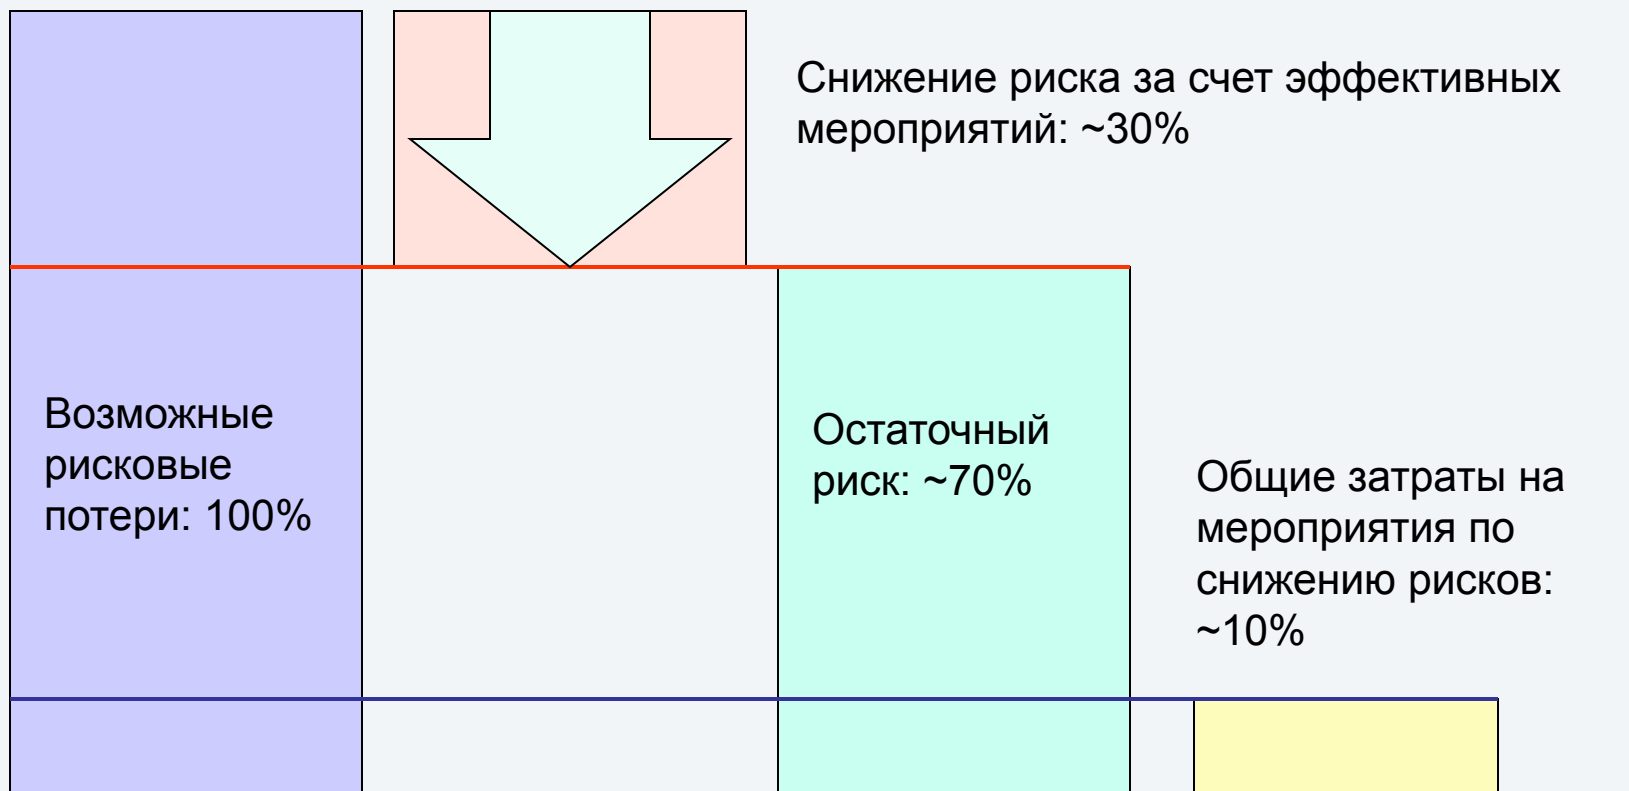 Снижение риска за счет эффективных
мероприятий: ~30%
Возможные
рисковые
потери: 100%
Остаточный
риск: ~70%
Общие затраты на
мероприятия по
снижению рисков:
~10%